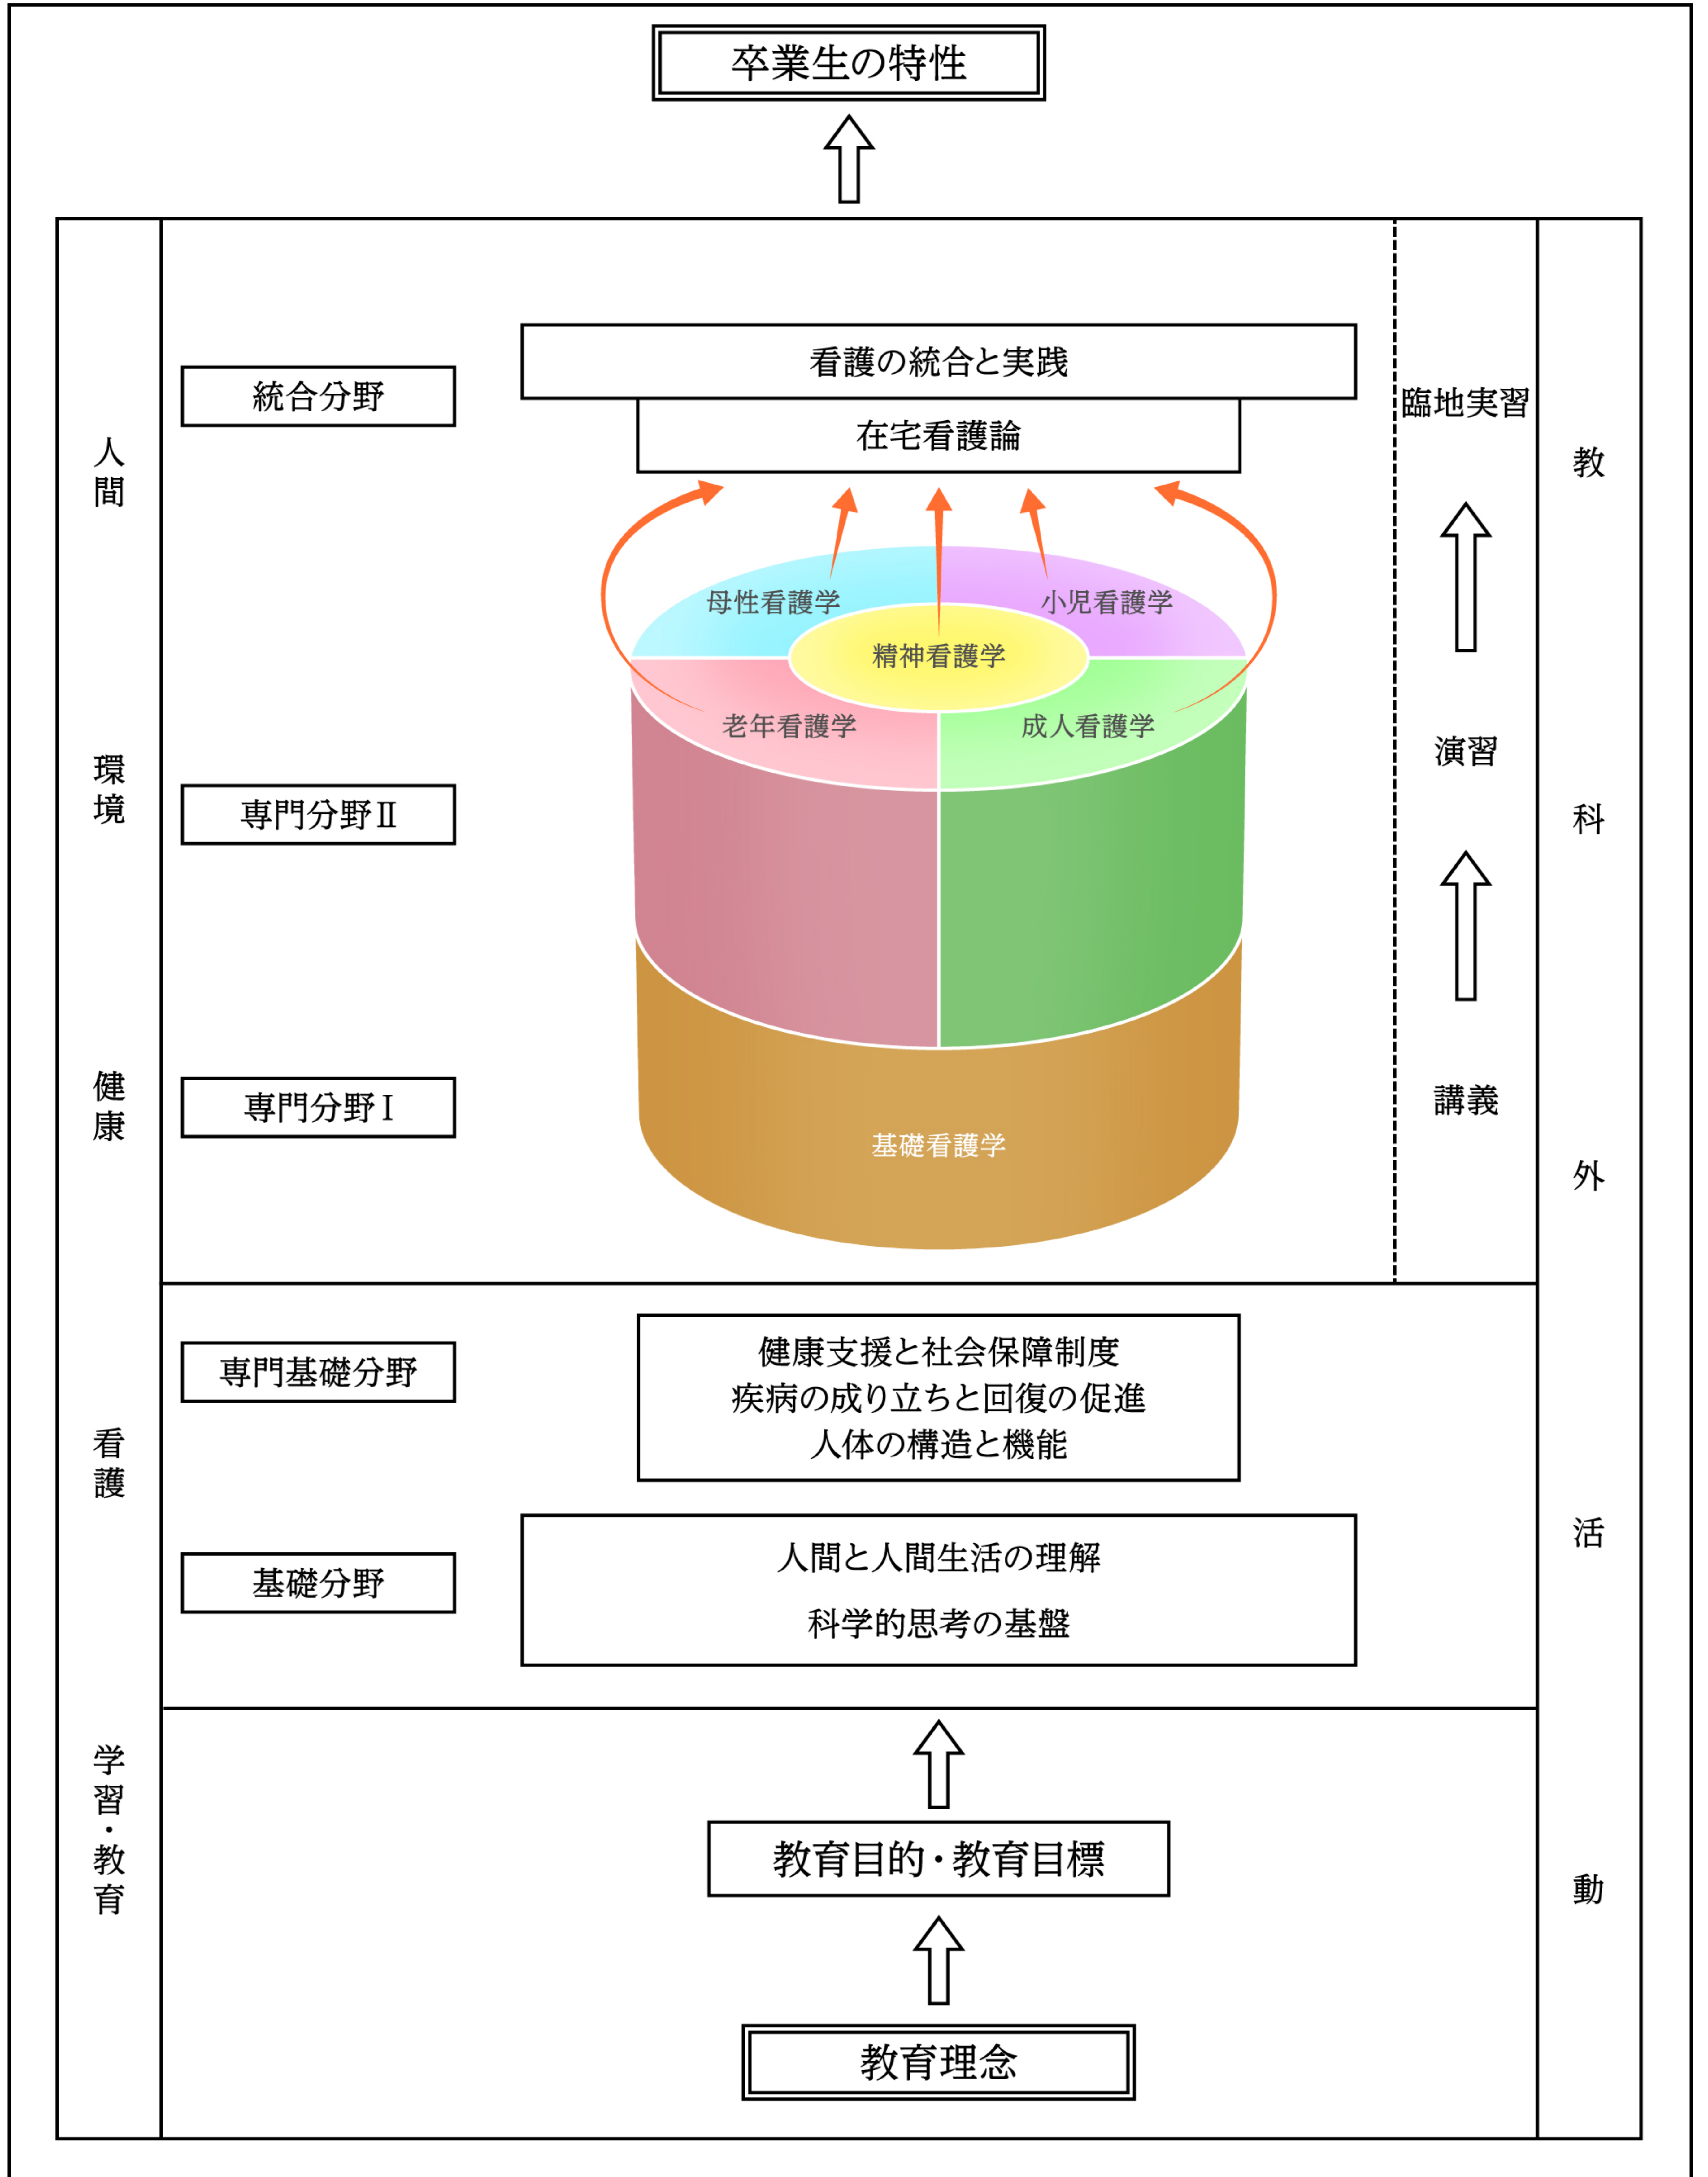 卒業生の特性
人間
環境
健康
看護
学習・教育
統合分野
看護の統合と実践
在宅看護論
専門分野Ⅱ
母性看護学
小児看護学
精神看護学
老年看護学
成人看護学
専門分野Ⅰ
基礎看護学
臨地実習
演習
講義
専門基礎分野
健康支援と社会保障制度
疾病の成り立ちと回復の促進
人体の構造と機能
基礎分野
人間と人間生活の理解
科学的思考の基盤
教育目的・教育目標
教育理念
教科外活動